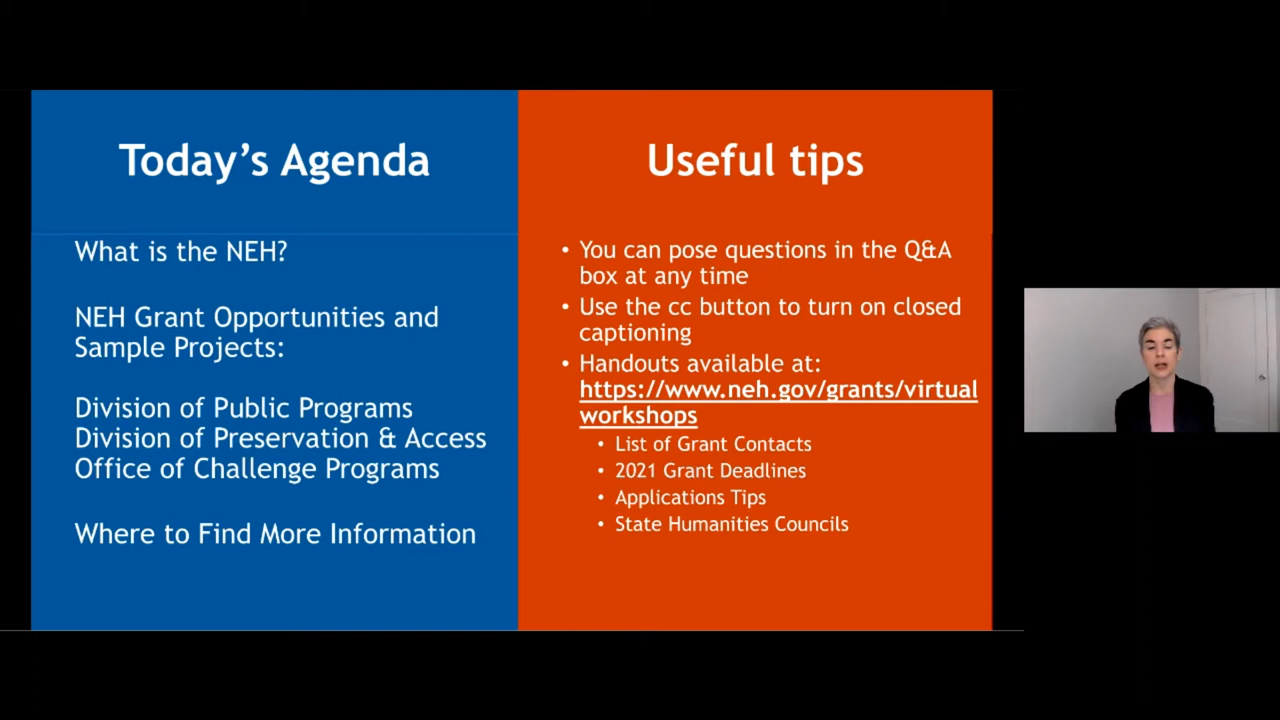 Today's Agenda
What is the NEH?
NEH Grant Opportunities and
Sample Projects:
Division of Public Programs
Division of Preservation & Access
Office of Challenge Programs
Where to Find More Information
Useful tips
• You can pose questions in the Q&A
box at any time
• Use the cc button to turn on closed
captioning
• Handouts available at:
https://www.neh.gov/grants/virtual
workshops
• List of Grant Contacts
• 2021 Grant Deadlines
• Applications Tips
• State Humanities Councils